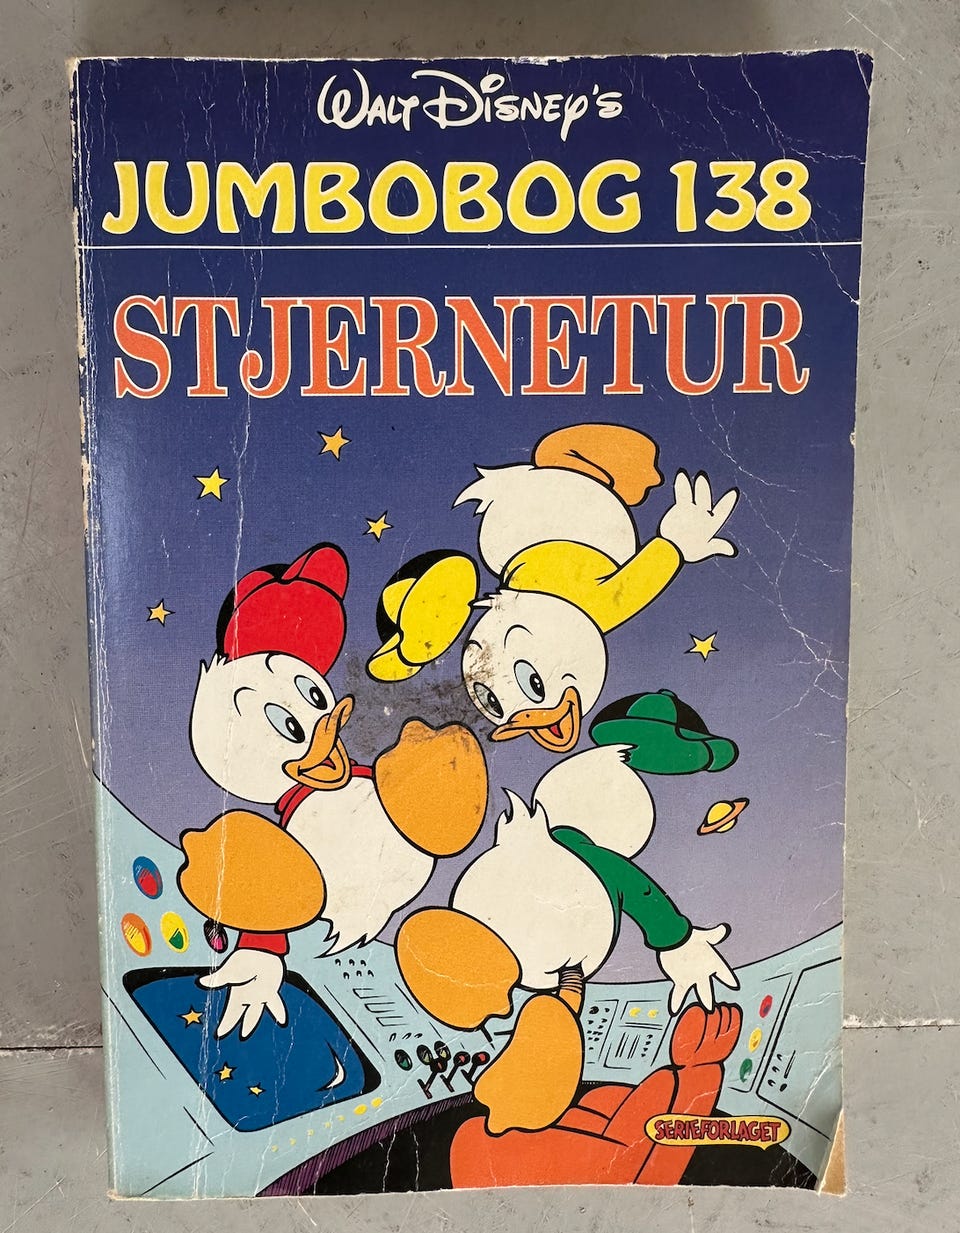 WALT DISNEY'S
JUMBOBOG 138
STJERNETUR
SERIEFORLAGET